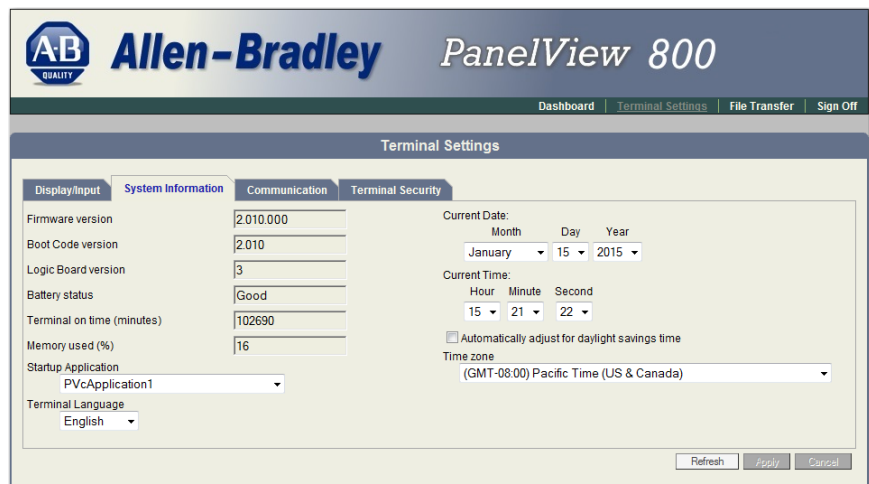 A-B
QUALITY
Allen-Bradley
PanelView 800
Dashboard | Terminal Settings | File Transfer | Sign Off
Terminal Settings
Display/Input System Information Communication Terminal Security
Firmware version 2.010.000
Boot Code version 2.010
Logic Board version 3
Battery status Good
Terminal on time (minutes) 102690
Memory used (%) 16
Startup Application
PVcApplication1
Terminal Language
English
Current Date:
Month Day Year
January 15 2015
Current Time:
Hour Minute Second
15 21 22
Automatically adjust for daylight savings time
Time zone
(GMT-08:00) Pacific Time (US & Canada)
Refresh Apply Cancel